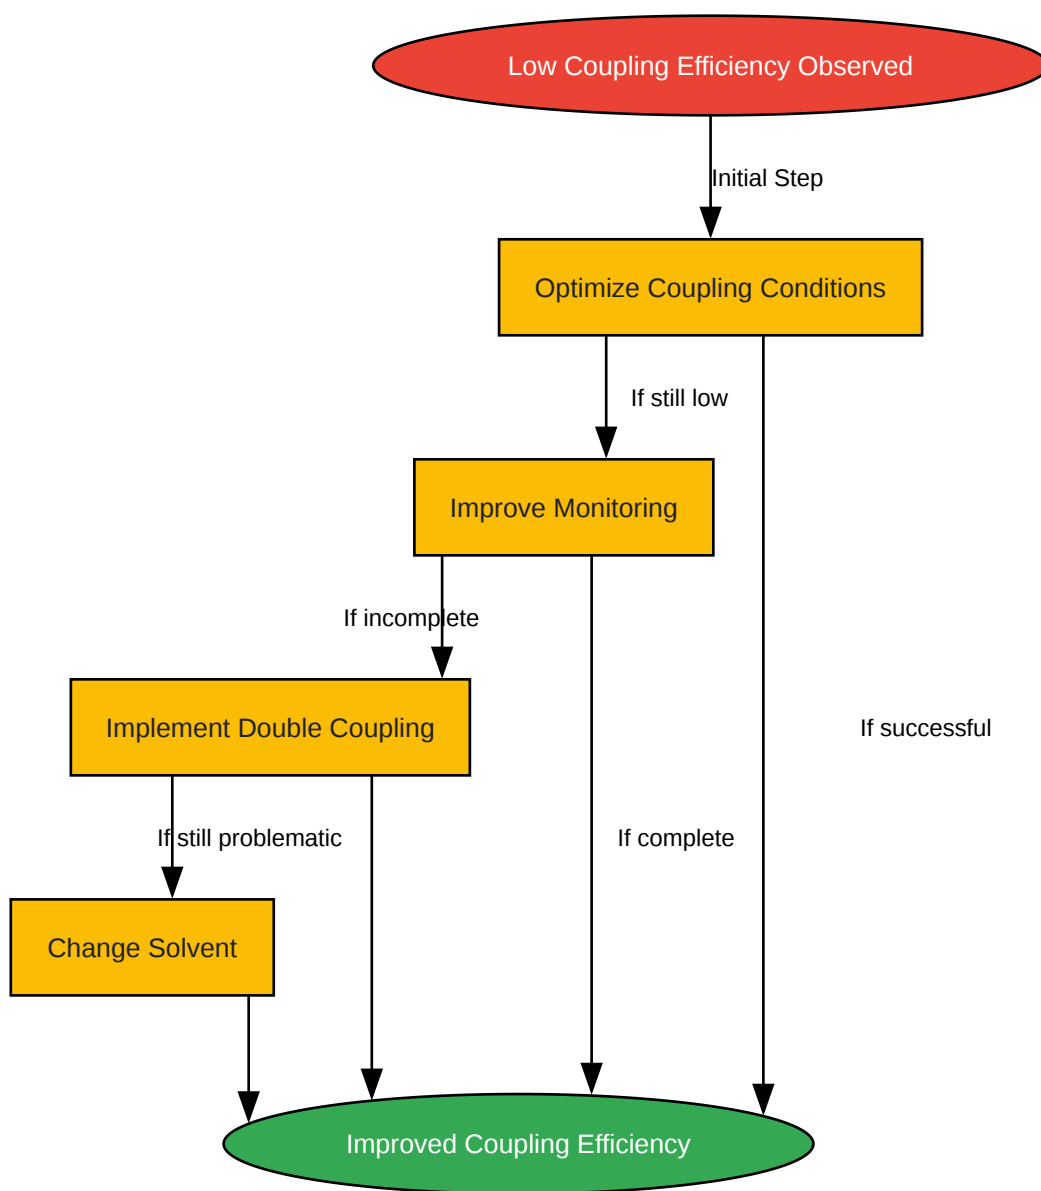 Low Coupling Efficiency Observed
Initial Step
Optimize Coupling Conditions
If still low
Improve Monitoring
If incomplete
Implement Double Coupling
If successful
If still problematic
If complete
Change Solvent
Improved Coupling Efficiency